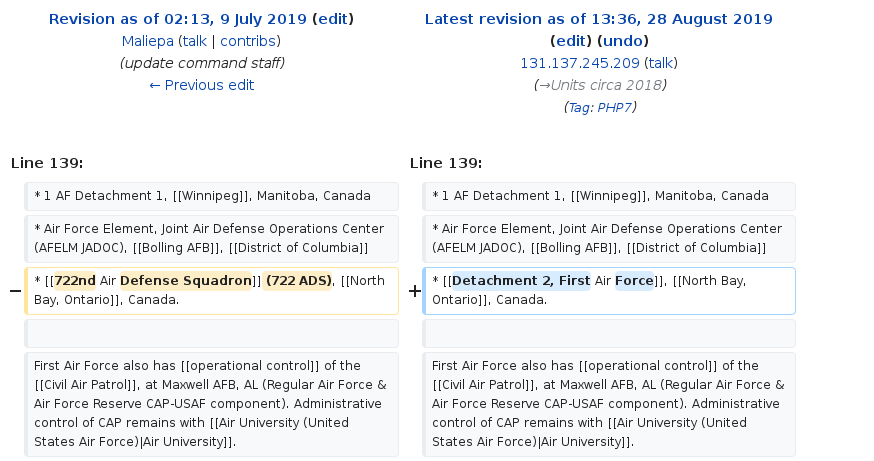 Revision as of 02:13, 9 July 2019 (edit)
Maliepa (talk | contribs)
(update command staff)
← Previous edit
Latest revision as of 13:36, 28 August 2019
(edit) (undo)
131.137.245.209 (talk)
(→Units circa 2018)
(Tag: PHP7)
Line 139:
Line 139:
* 1 AF Detachment 1, [[Winnipeg]], Manitoba, Canada
* 1 AF Detachment 1, [[Winnipeg]], Manitoba, Canada
* Air Force Element, Joint Air Defense Operations Center
(AFELM JADOC), [[Bolling AFB]], [[District of Columbia]]
* Air Force Element, Joint Air Defense Operations Center
(AFELM JADOC), [[Bolling AFB]], [[District of Columbia]]
− * [[722nd Air Defense Squadron]] (722 ADS), [[North
Bay, Ontario]], Canada.
+ * [[Detachment 2, First Air Force]], [[North Bay,
Ontario]], Canada.
First Air Force also has [[operational control]] of the
[[Civil Air Patrol]], at Maxwell AFB, AL (Regular Air Force &
Air Force Reserve CAP-USAF component). Administrative
control of CAP remains with [[Air University (United
States Air Force)|Air University]].
First Air Force also has [[operational control]] of the
[[Civil Air Patrol]], at Maxwell AFB, AL (Regular Air Force &
Air Force Reserve CAP-USAF component). Administrative
control of CAP remains with [[Air University (United
States Air Force)|Air University]].